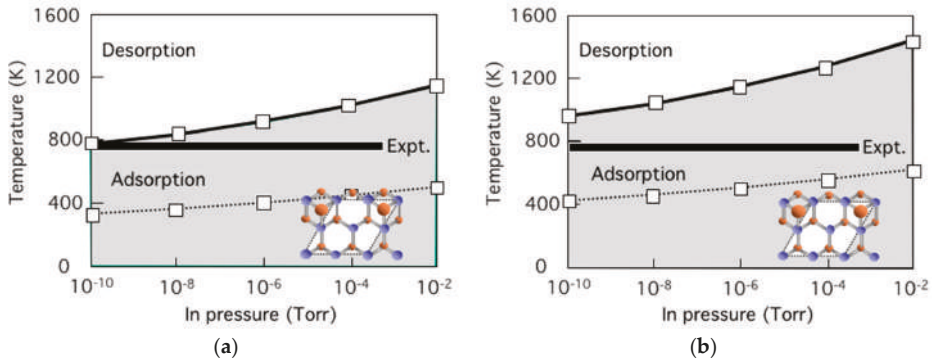 1600
1200
800
400
0
Temperature (K)
Desorption
Expt.
Adsorption
10-10 10-8 10-6 10-4 10-2
In pressure (Torr)
(a)
1600
1200
800
400
0
Temperature (K)
Desorption
Expt.
Adsorption
10-10 10-8 10-6 10-4 10-2
In pressure (Torr)
(b)